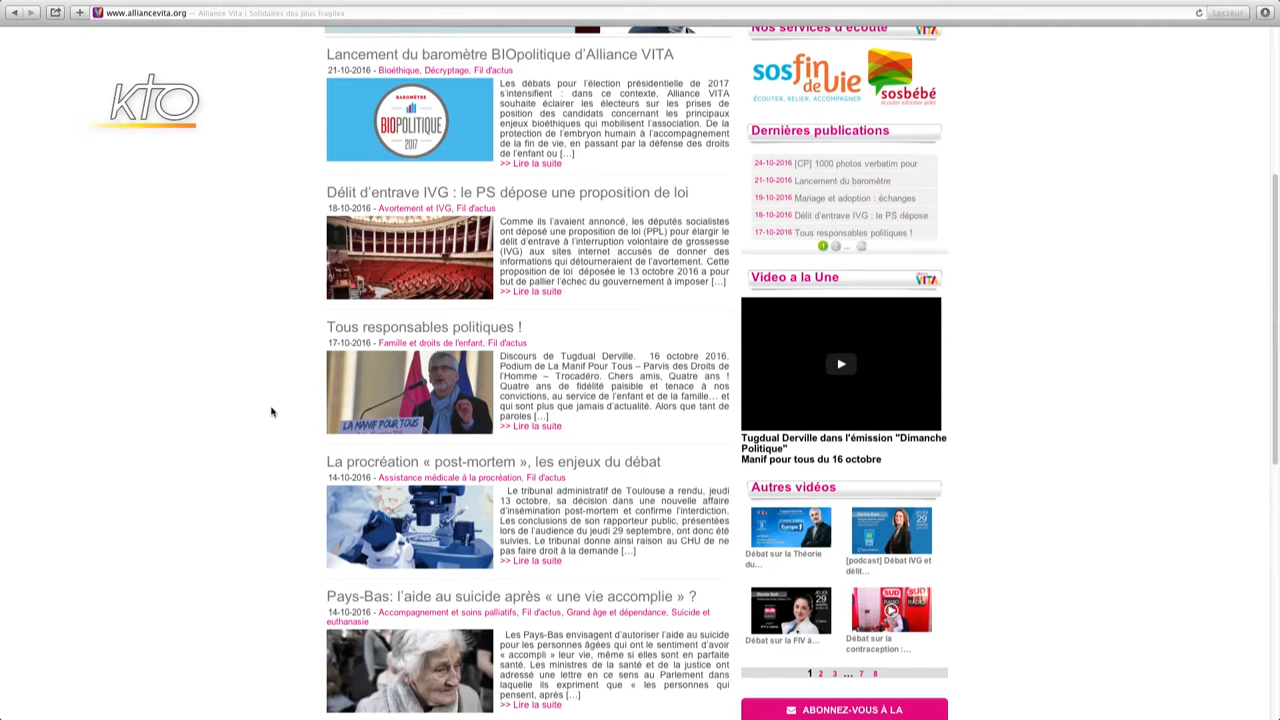 www.alliancevita.org — Alliance Vita | Solidaires des plus fragiles
Lecteur
KTO
Lancement du baromètre BIOpolitique d'Alliance VITA
21-10-2016 - Bioéthique, Décryptage, Fil d'actus
BAROMÈTRE
BIOPOLITIQUE
2017
Les débats pour l'élection présidentielle de 2017
s'intensifient : dans ce contexte, Alliance VITA
souhaite éclairer les électeurs sur les prises de
position des candidats concernant les principaux
enjeux bioéthiques qui mobilisent l'association. De la
protection de l'embryon humain à l'accompagnement
de la fin de vie, en passant par la défense des droits
de l'enfant ou […]
>> Lire la suite
Délit d'entrave IVG : le PS dépose une proposition de loi
18-10-2016 - Avortement et IVG, Fil d'actus
Comme ils l'avaient annoncé, les députés socialistes
ont déposé une proposition de loi (PPL) pour élargir le
délit d'entrave à l'interruption volontaire de grossesse
(IVG) aux sites internet accusés de donner des
informations qui détourneraient de l'avortement. Cette
proposition de loi déposée le 13 octobre 2016 a pour
but de pallier l'échec du gouvernement à imposer […]
>> Lire la suite
Tous responsables politiques !
17-10-2016 - Famille et droits de l'enfant, Fil d'actus
LA MANIF POUR TOUS
Discours de Tugdual Derville. 16 octobre 2016.
Podium de La Manif Pour Tous – Parvis des Droits de
l'Homme – Trocadéro. Chers amis, Quatre ans !
Quatre ans de fidélité paisible et tenace à nos
convictions, au service de l'enfant et de la famille… et
qui sont plus que jamais d'actualité. Alors que tant de
paroles […]
>> Lire la suite
La procréation « post-mortem », les enjeux du débat
14-10-2016 - Assistance médicale à la procréation, Fil d'actus
Le tribunal administratif de Toulouse a rendu, jeudi
13 octobre, sa décision dans une nouvelle affaire
d'insémination post-mortem et confirme l'interdiction.
Les conclusions de son rapporteur public, présentées
lors de l'audience du jeudi 29 septembre, ont donc été
suivies. Le tribunal donne ainsi raison au CHU de ne
pas faire droit à la demande […]
>> Lire la suite
Pays-Bas: l'aide au suicide après « une vie accomplie » ?
14-10-2016 - Accompagnement et soins palliatifs, Fil d'actus, Grand âge et dépendance, Suicide et
euthanasie
Les Pays-Bas envisagent d'autoriser l'aide au suicide
pour les personnes âgées qui ont le sentiment d'avoir
« accompli » leur vie, même si elles sont en parfaite
santé. Les ministres de la santé et de la justice ont
adressé une lettre en ce sens au Parlement dans
laquelle ils expriment que « les personnes qui
pensent, après […]
>> Lire la suite
Nos services d'écoute
VITA
sosfindevie
ÉCOUTER, RELIER, ACCOMPAGNER
sosbébé
écouter informer aider
Dernières publications
24-10-2016 [CP] 1000 photos verbatim pour
21-10-2016 Lancement du baromètre
19-10-2016 Mariage et adoption : échanges
18-10-2016 Délit d'entrave IVG : le PS dépose
17-10-2016 Tous responsables politiques !
1 2 ...
Video a la Une
VITA
Tugdual Derville dans l'émission "Dimanche
Politique"
Manif pour tous du 16 octobre
Autres vidéos
Débat sur la Théorie
du...
JEUDI
29
[podcast] Débat IVG et
délit...
JEUDI
29
Débat sur la FIV à...
SUD
RADIO
Débat sur la
contraception :...
1 2 3 ... 7 8
ABONNEZ-VOUS À LA